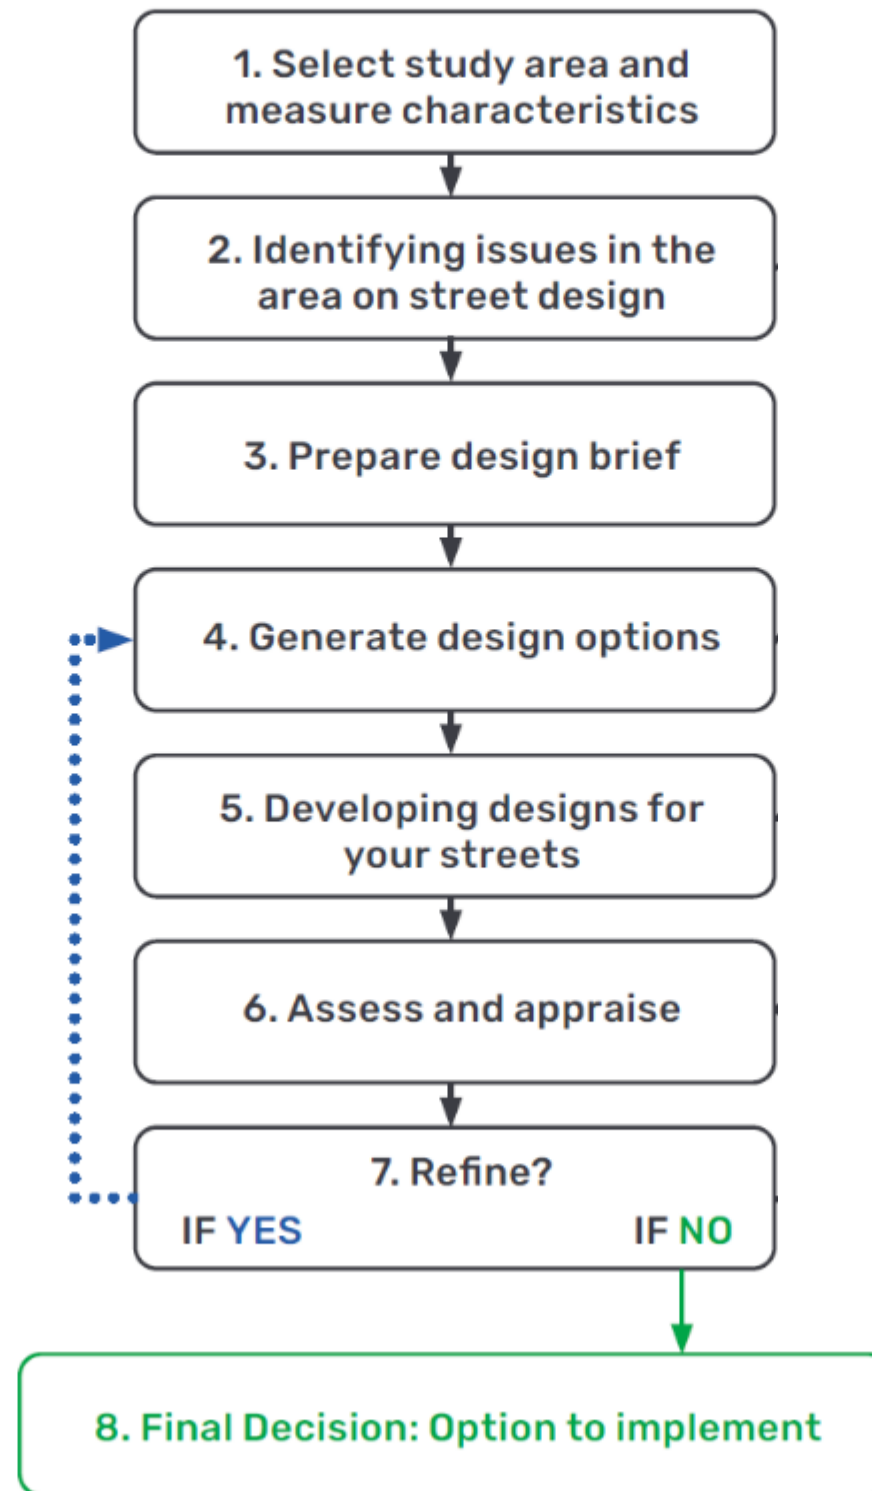 1. Select study area and
measure characteristics
2. Identifying issues in the
area on street design
3. Prepare design brief
4. Generate design options
5. Developing designs for
your streets
6. Assess and appraise
7. Refine?
IF YES IF NO
8. Final Decision: Option to implement